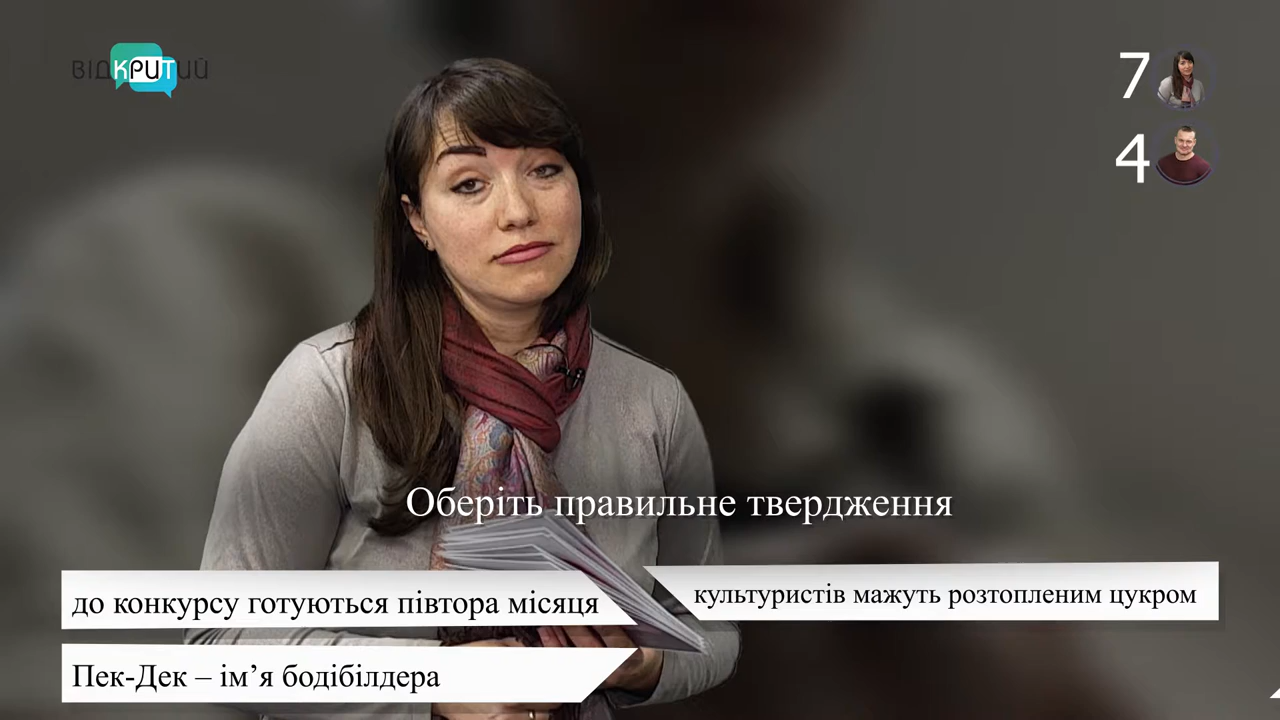 ВІДКРИТИЙ
7
4
Оберіть правильне твердження
до конкурсу готуються півтора місяця
культуристів мажуть розтопленим цукром
Пек-Дек – ім’я бодібілдера